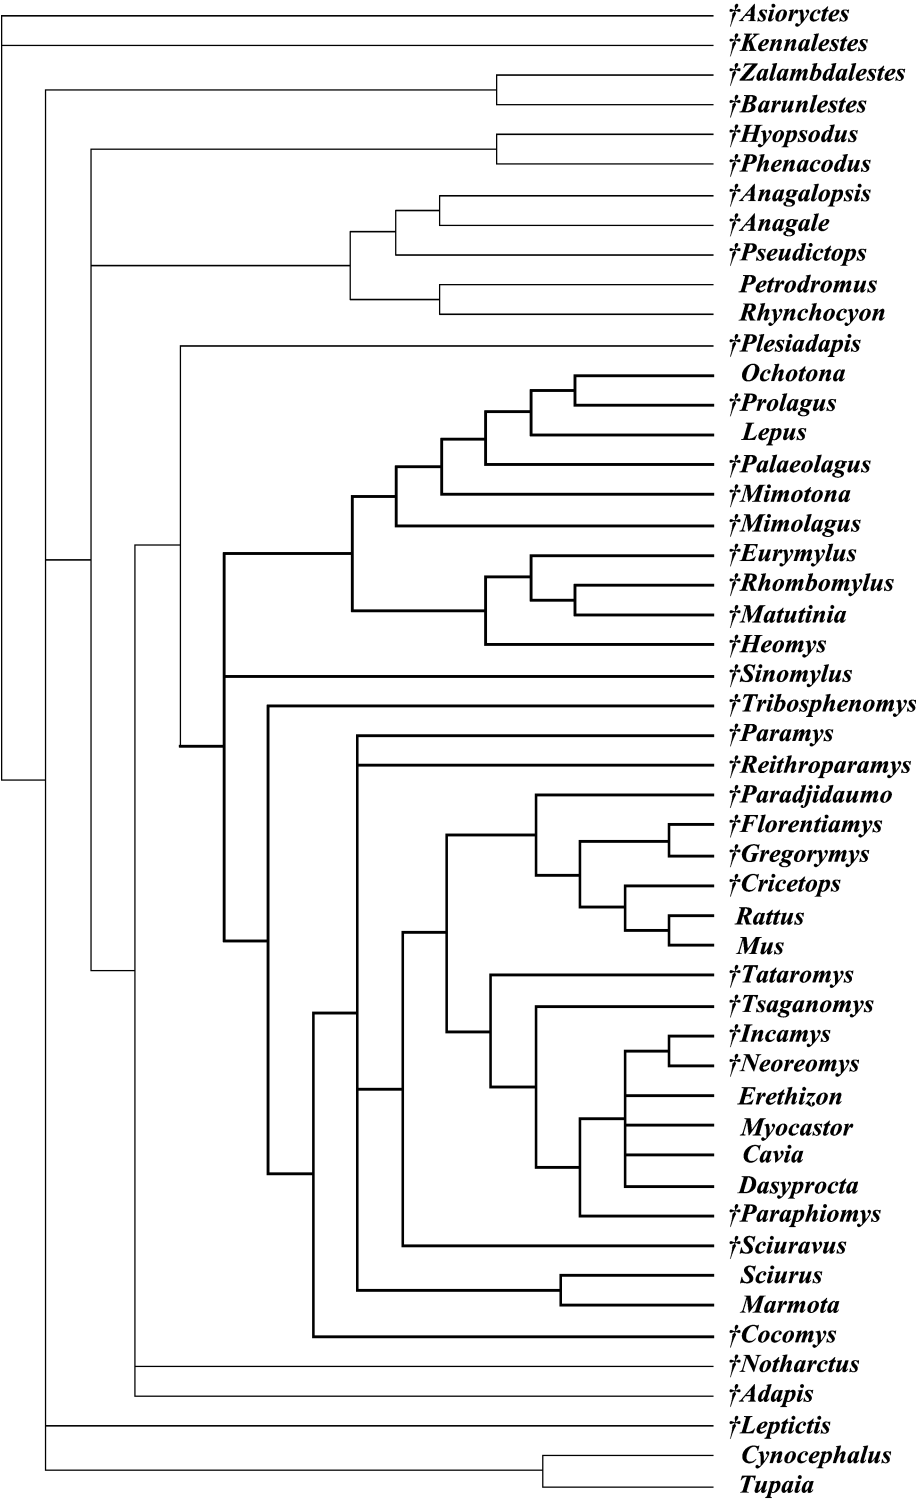 †Asioryctes
†Kennalestes
†Zalambdalestes
†Barunlestes
†Hyopsodus
†Phenacodus
†Anagalopsis
†Anagale
†Pseudictops
Petrodromus
Rhynchocyon
†Plesiadapis
Ochotona
†Prolagus
Lepus
†Palaeolagus
†Mimotona
†Mimolagus
†Eurymylus
†Rhombomylus
†Matutinia
†Heomys
†Sinomylus
†Tribosphenomys
†Paramys
†Reithroparamys
†Paradjidaumo
†Florentiamys
†Gregorymys
†Cricetops
Rattus
Mus
†Tataromys
†Tsaganomys
†Incamys
†Neoreomys
Erethizon
Myocastor
Cavia
Dasyprocta
†Paraphiomys
†Sciuravus
Sciurus
Marmota
†Cocomys
†Notharctus
†Adapis
†Leptictis
Cynocephalus
Tupaia